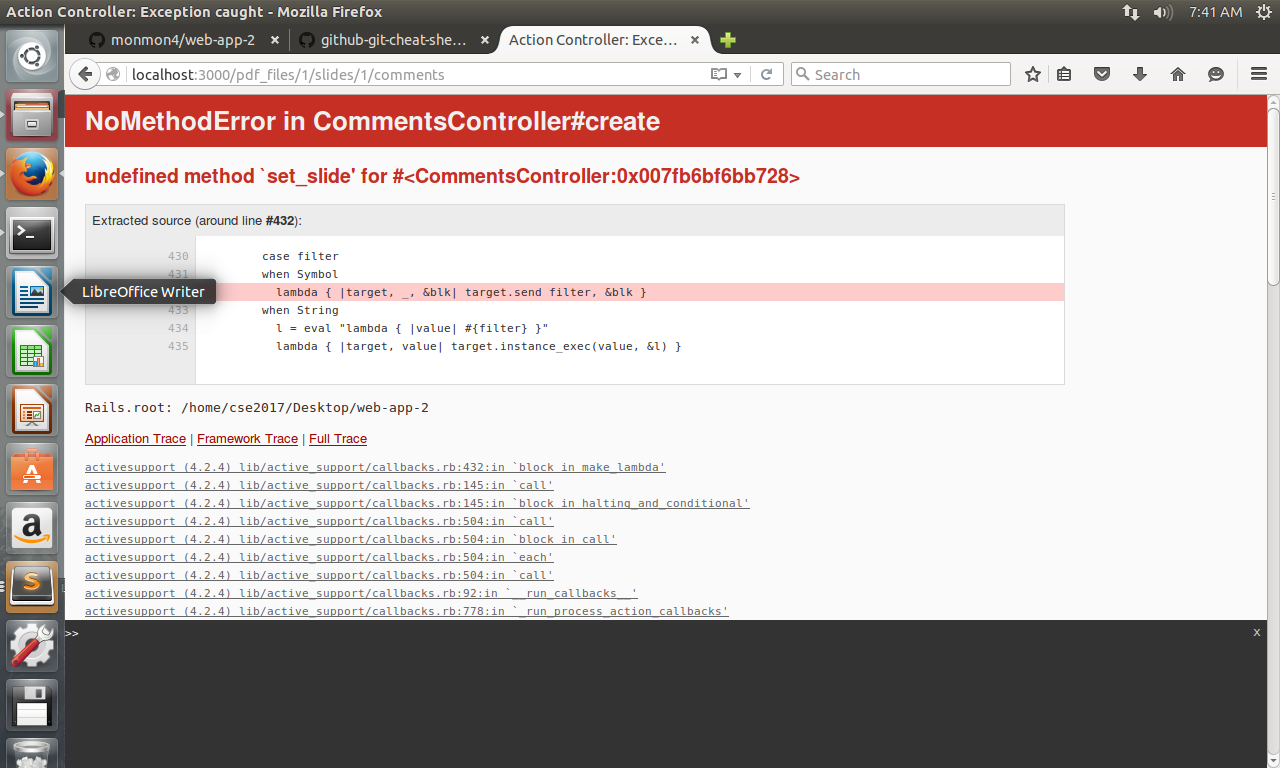 Action Controller: Exception caught - Mozilla Firefox
7:41 AM
monmon4/web-app-2 × github-git-cheat-she... × Action Controller: Exce... ×
localhost:3000/pdf_files/1/slides/1/comments
Search
NoMethodError in CommentsController#create
undefined method `set_slide' for #<CommentsController:0x007fb6bf6bb728>
Extracted source (around line #432):
430 case filter
431 when Symbol
lambda { |target, _, &blk| target.send filter, &blk }
LibreOffice Writer
433 when String
434 l = eval "lambda { |value| #{filter} }"
435 lambda { |target, value| target.instance_exec(value, &l) }
Rails.root: /home/cse2017/Desktop/web-app-2
Application Trace | Framework Trace | Full Trace
activesupport (4.2.4) lib/active_support/callbacks.rb:432:in `block in make_lambda'
activesupport (4.2.4) lib/active_support/callbacks.rb:145:in `call'
activesupport (4.2.4) lib/active_support/callbacks.rb:145:in `block in halting_and_conditional'
activesupport (4.2.4) lib/active_support/callbacks.rb:504:in `call'
activesupport (4.2.4) lib/active_support/callbacks.rb:504:in `block in call'
activesupport (4.2.4) lib/active_support/callbacks.rb:504:in `each'
activesupport (4.2.4) lib/active_support/callbacks.rb:504:in `call'
activesupport (4.2.4) lib/active_support/callbacks.rb:92:in `__run_callbacks__'
activesupport (4.2.4) lib/active_support/callbacks.rb:778:in `_run_process_action_callbacks'
>> x